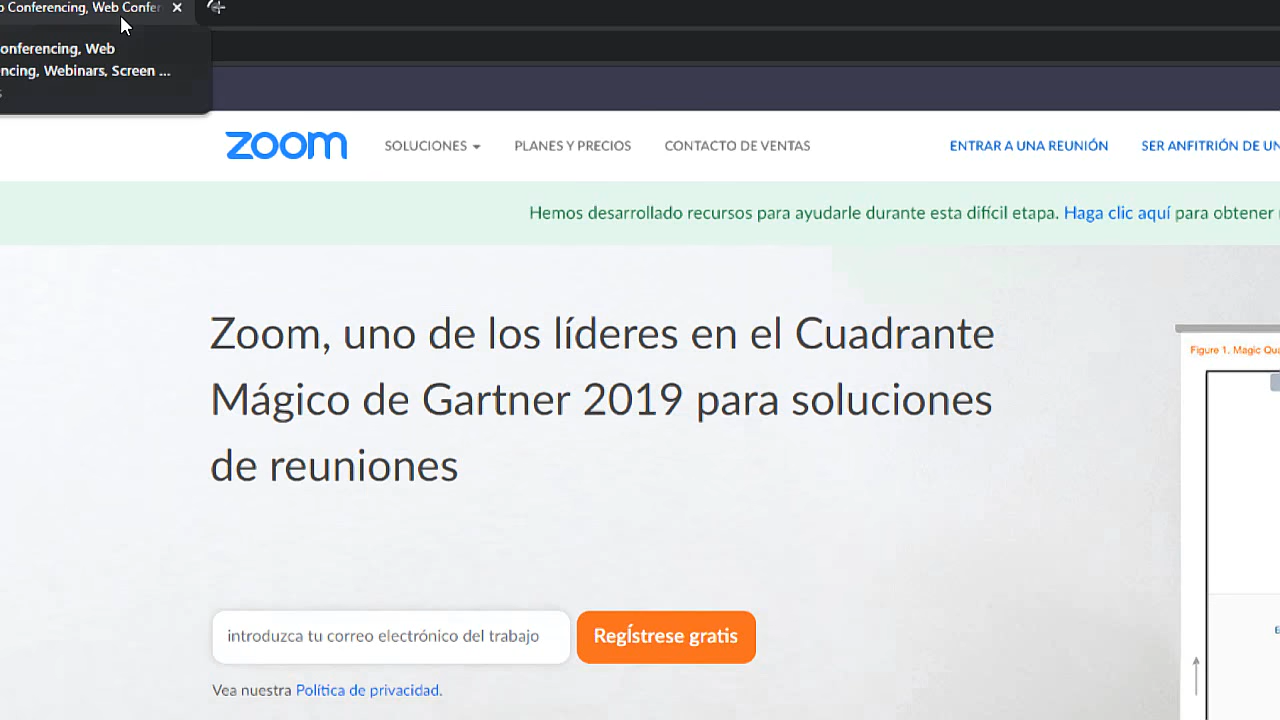 Conferencing, Web Confer
onferencing, Web
ncing, Webinars, Screen ...
zoom
SOLUCIONES
PLANES Y PRECIOS
CONTACTO DE VENTAS
ENTRAR A UNA REUNIÓN
SER ANFITRIÓN DE UN
Hemos desarrollado recursos para ayudarle durante esta difícil etapa. Haga clic aquí para obtener
Zoom, uno de los líderes en el Cuadrante
Mágico de Gartner 2019 para soluciones
de reuniones
Figure 1. Magic Qua
introduzca tu correo electrónico del trabajo
RegÍstrese gratis
Vea nuestra Política de privacidad.